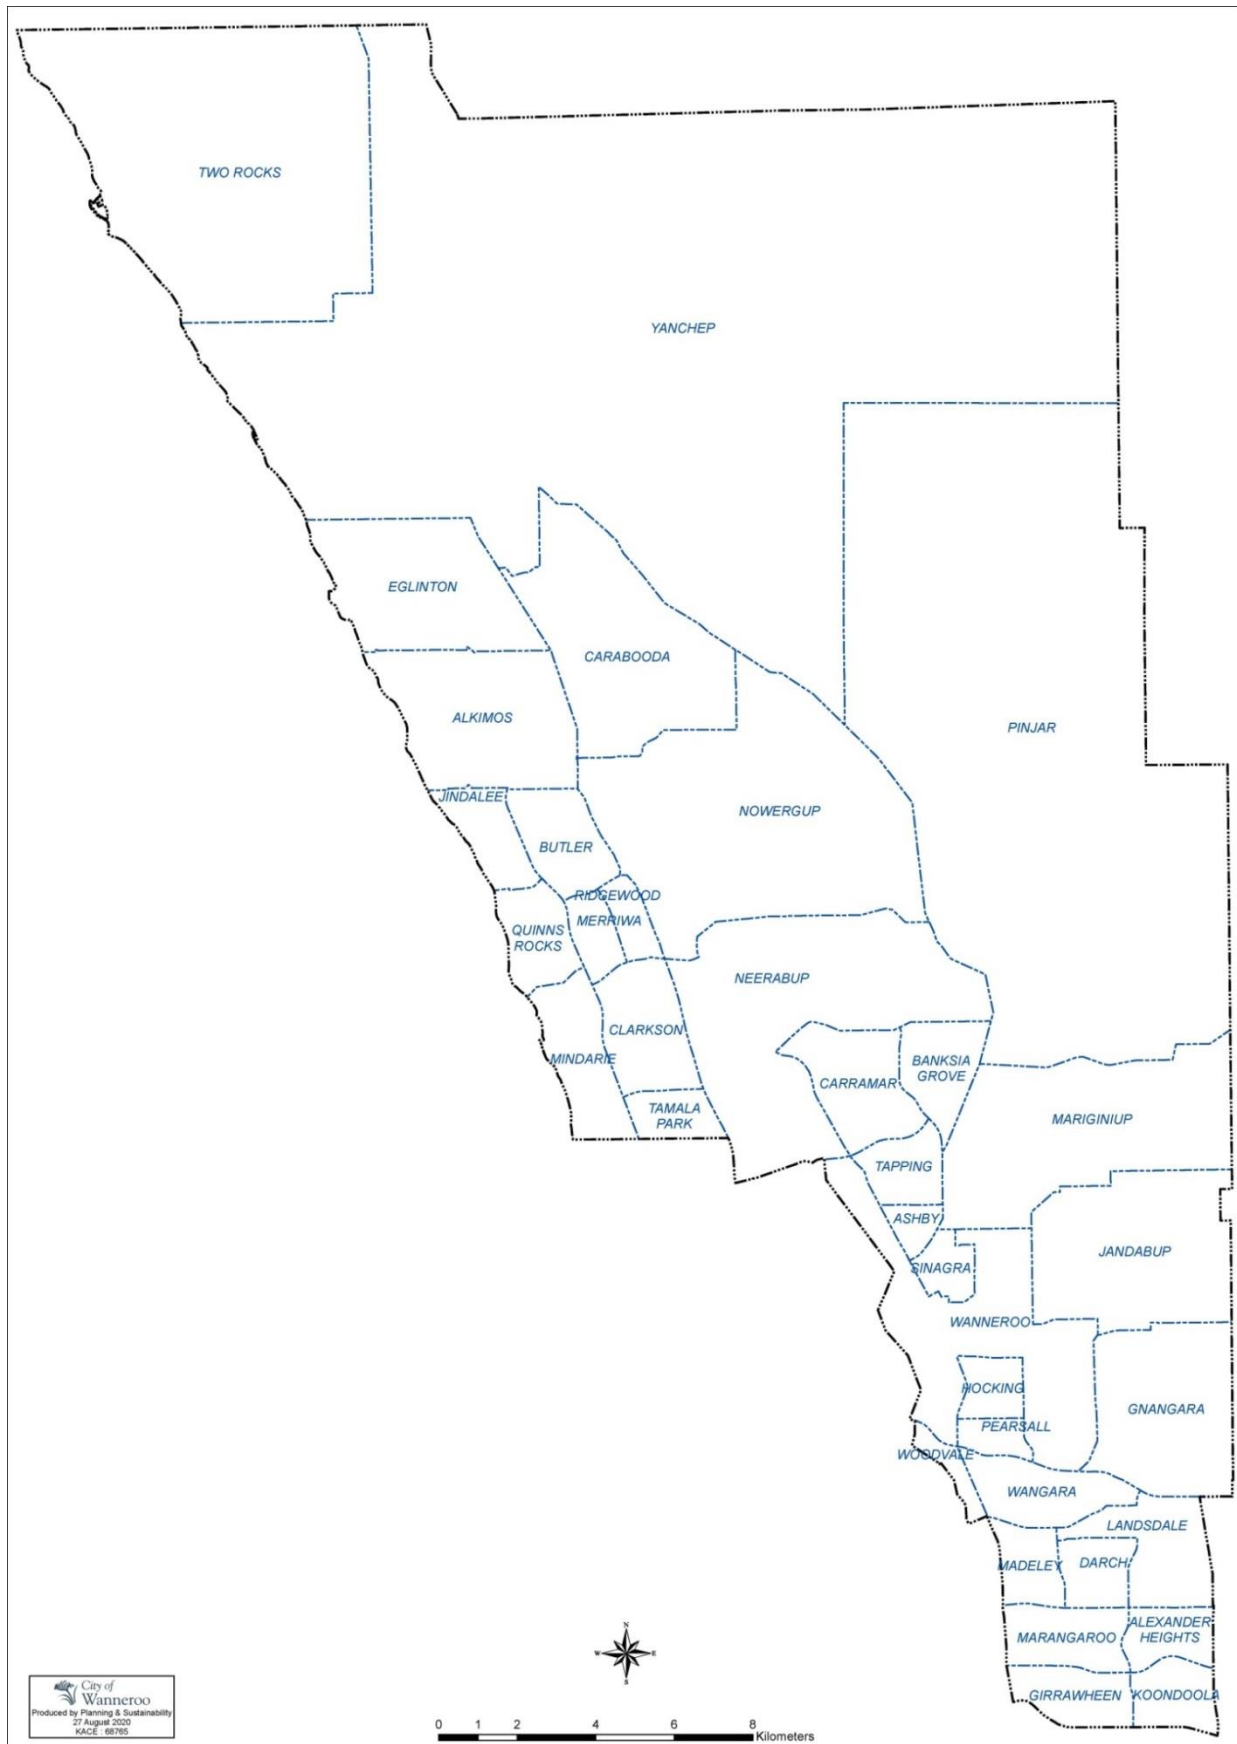 TWO ROCKS
YANCHEP
EGLINTON
CARABOODA
ALKIMOS
PINJAR
JINDALEE
NOWERGUP
BUTLER
RIDGEWOOD
MERRIWA
QUINNS
ROCKS
NEERABUP
CLARKSON
MINDARIE
BANKSIA
GROVE
CARRAMAR
TAMALA
PARK
MARIGINIUP
TAPPING
ASHBY
JANDABUP
SINAGRA
WANNEROO
HOCKING
GNANGARA
PEARSALL
WOODVALE
WANGARA
LANDSDALE
MADELEY
DARCH
ALEXANDER
HEIGHTS
MARANGAROO
GIRRAWHEEN
KOONDOOLA
N
W
E
S
City of
Wanneroo
Produced by Planning & Sustainability
27 August 2020
KACE : 68765
0 1 2 4 6 8
Kilometers